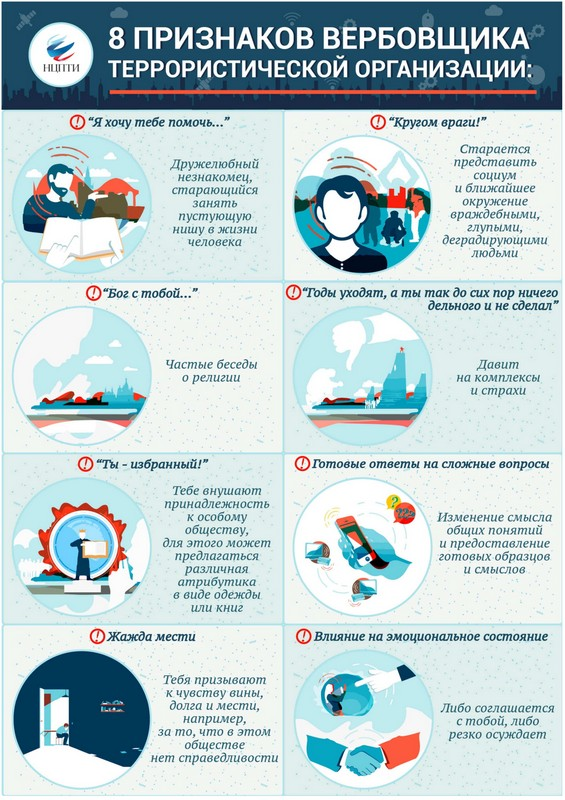 НЦПТИ
8 ПРИЗНАКОВ ВЕРБОВЩИКА
ТЕРРОРИСТИЧЕСКОЙ ОРГАНИЗАЦИИ:
“Я хочу тебе помочь...”
Дружелюбный
незнакомец,
старающийся
занять
пустующую
нишу в жизни
человека
“Кругом враги!”
Старается
представить
социум
и ближайшее
окружение
враждебными,
глупыми,
деградирующими
людьми
“Бог с тобой...”
Частые беседы
о религии
“Годы уходят, а ты так до сих пор ничего
дельного и не сделал”
Давит
на комплексы
и страхи
“Ты - избранный!”
Тебе внушают
принадлежность
к особому
обществу,
для этого может
предлагаться
различная
атрибутика
в виде одежды
или книг
Готовые ответы на сложные вопросы
Изменение смысла
общих понятий
и предоставление
готовых образцов
и смыслов
Жажда мести
Тебя призывают
к чувству вины,
долга и мести,
например,
за то, что в этом
обществе
нет справедливости
Влияние на эмоциональное состояние
Либо соглашается
с тобой, либо
резко осуждает